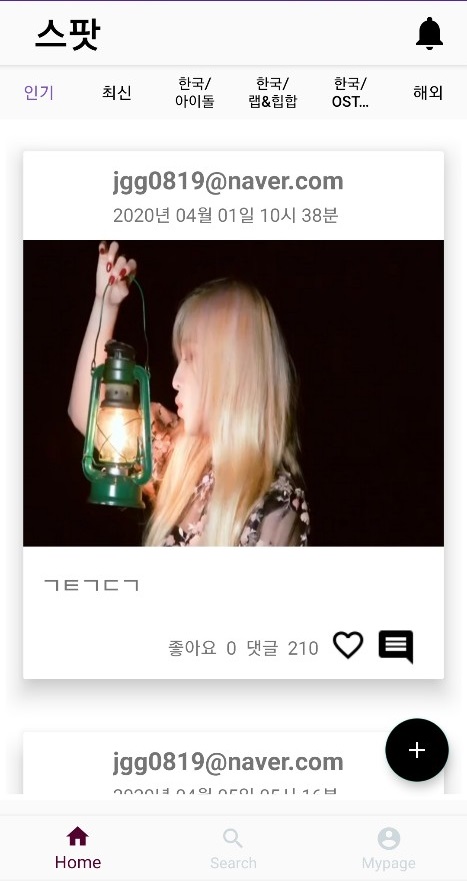 스팟
인기
최신
한국/
아이돌
한국/
랩&힙합
한국/
OST...
해외
jgg0819@naver.com
2020년 04월 01일 10시 38분
ㄱㅌㄱㄷㄱ
좋아요 0 댓글 210
jgg0819@naver.com
Home
Search
Mypage